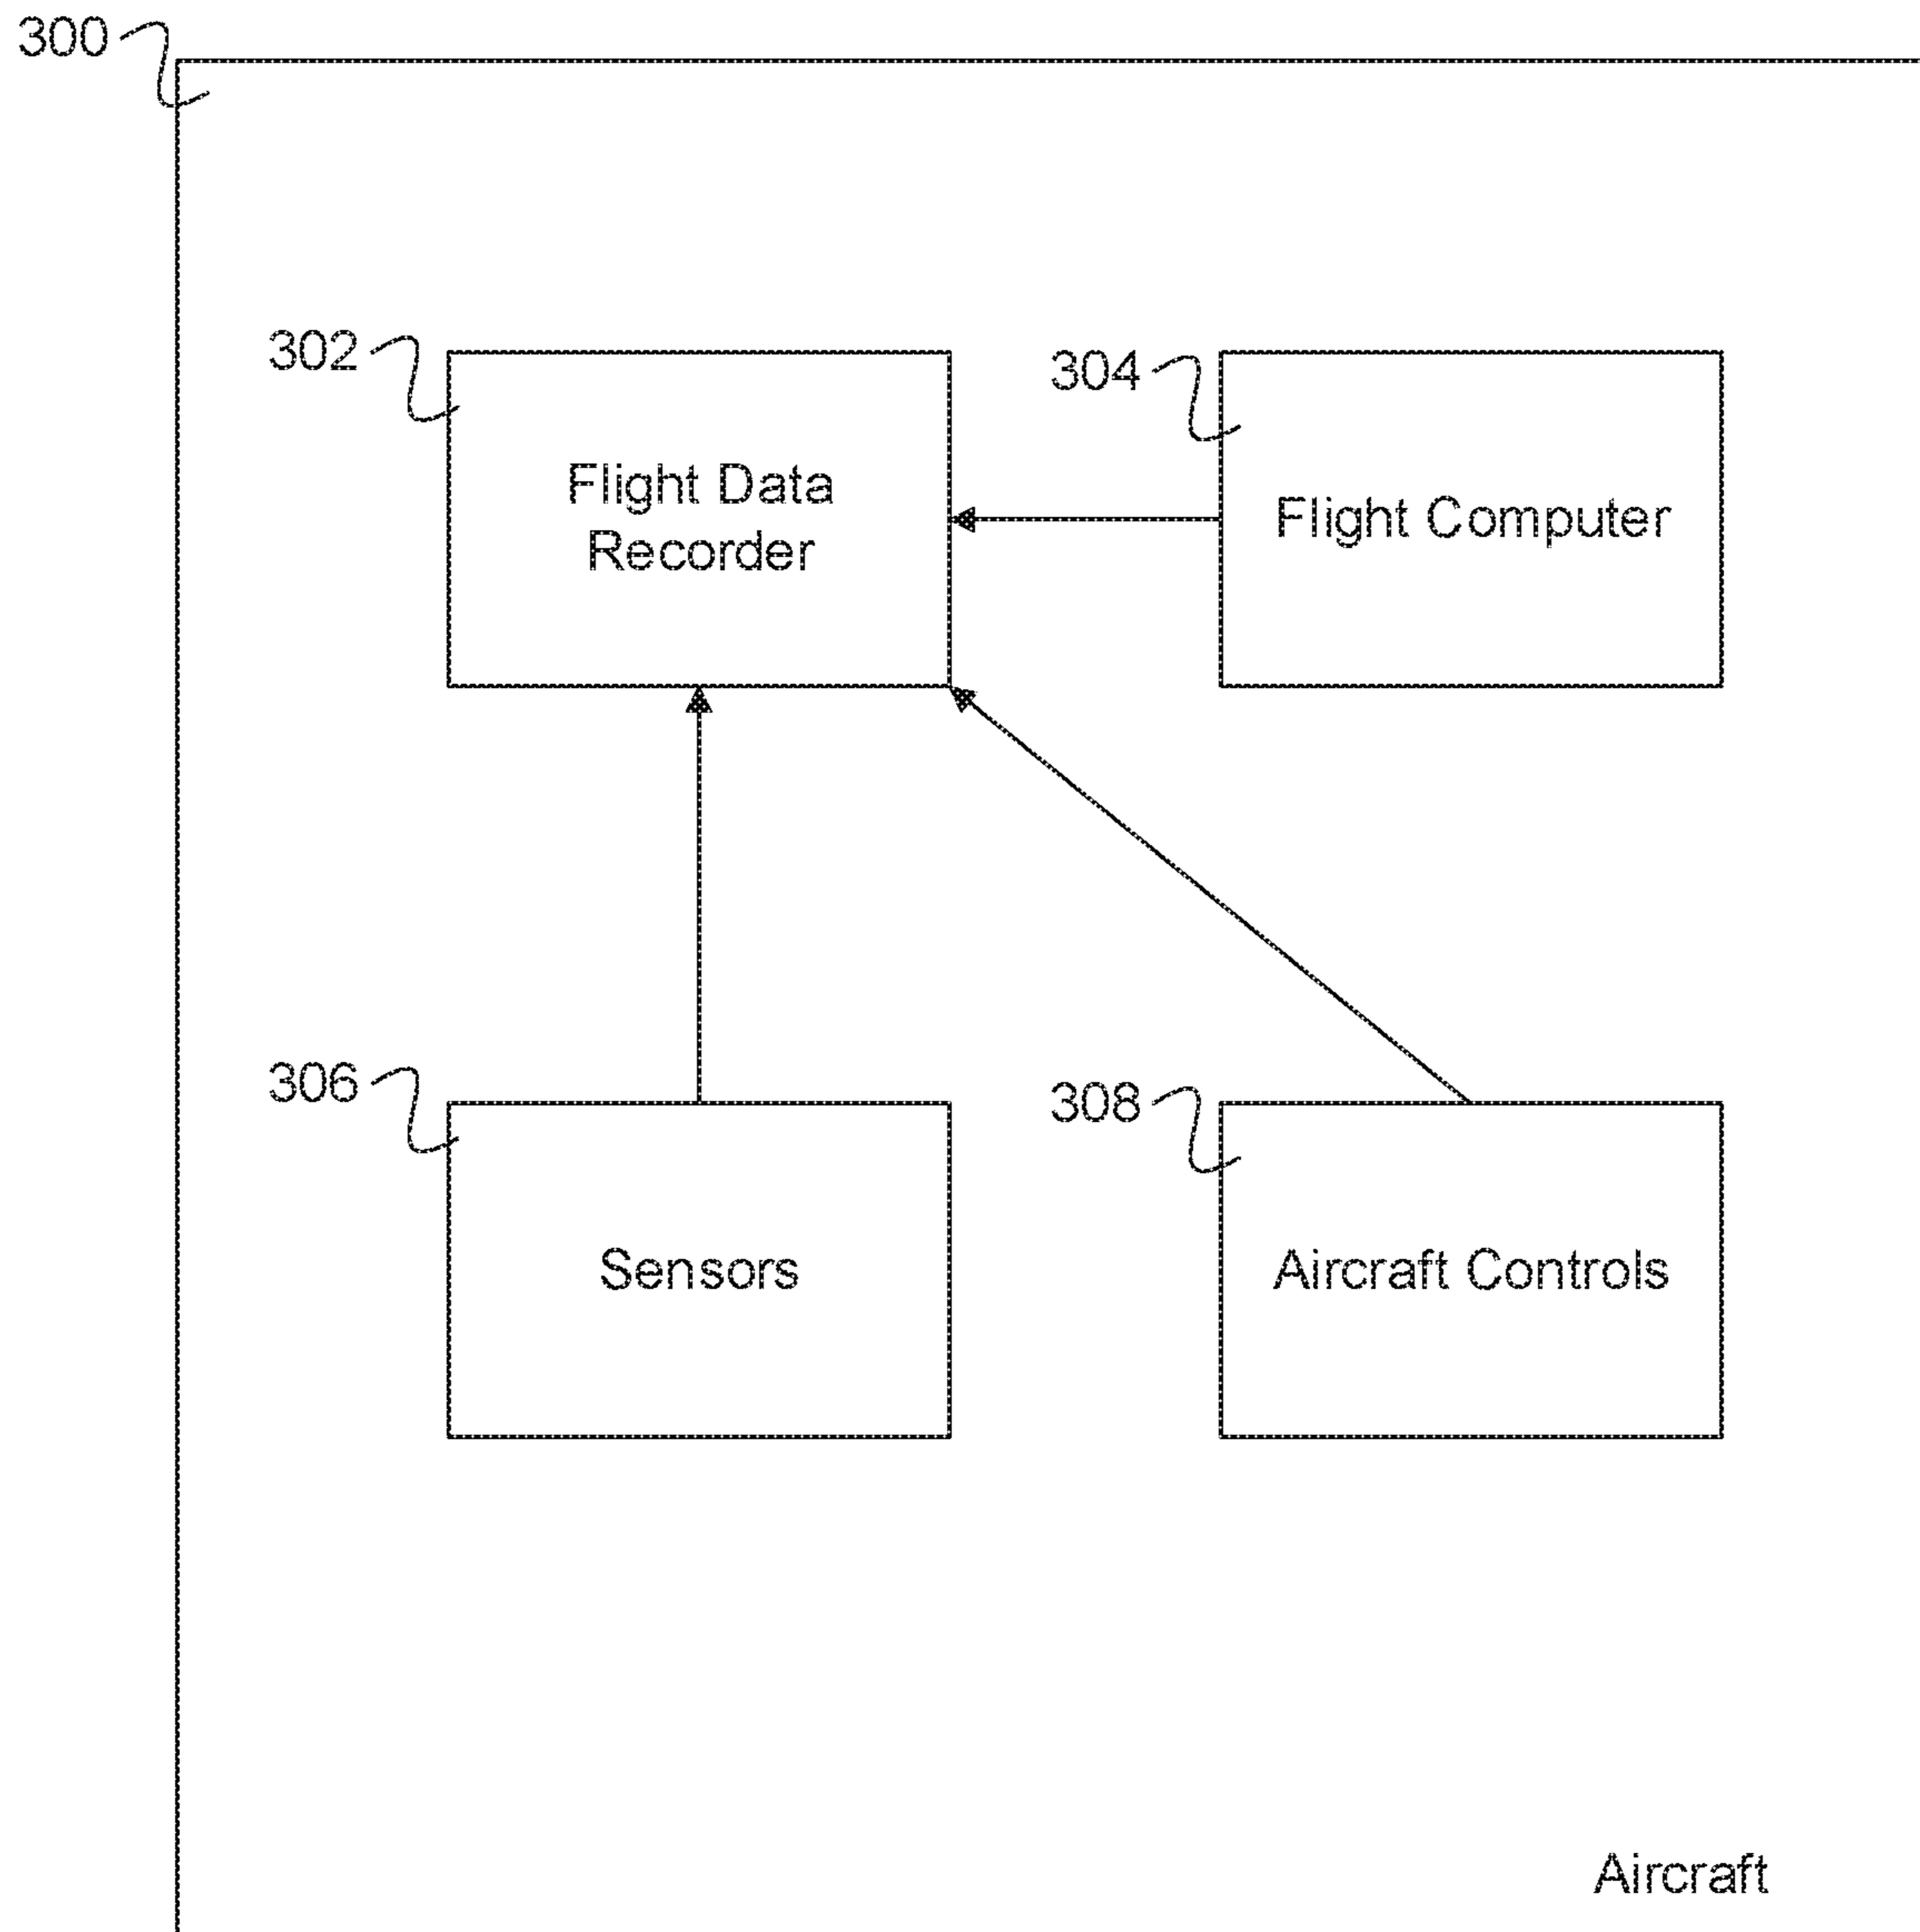 300
302
304
Flight Data
Recorder
Flight Computer
306
308
Sensors
Aircraft Controls
Aircraft